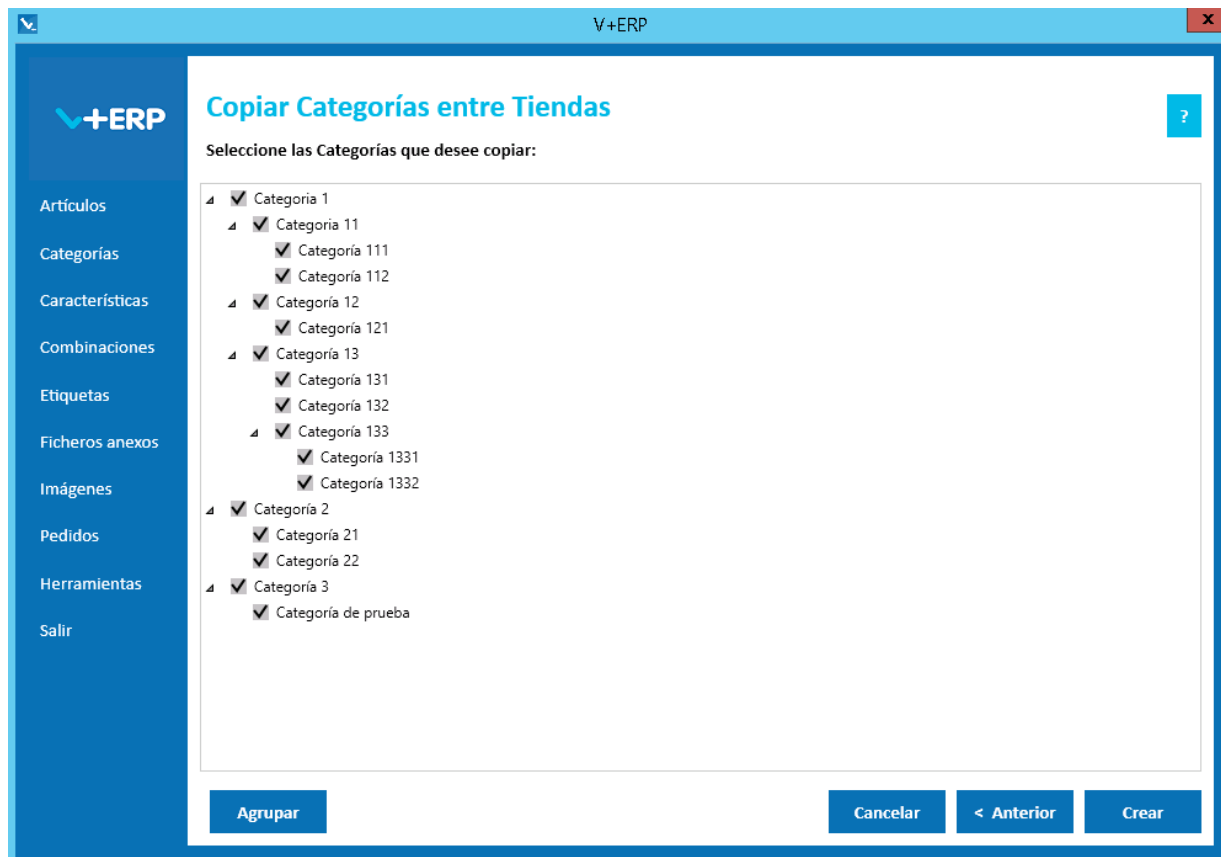 V+ERP
x
+ERP
Copiar Categorías entre Tiendas
?
Seleccione las Categorías que desee copiar:
Artículos
Categorías
Características
Combinaciones
Etiquetas
Ficheros anexos
Imágenes
Pedidos
Herramientas
Salir
Categoria 1
Categoria 11
Categoría 111
Categoría 112
Categoría 12
Categoría 121
Categoría 13
Categoría 131
Categoría 132
Categoría 133
Categoría 1331
Categoría 1332
Categoría 2
Categoría 21
Categoría 22
Categoría 3
Categoría de prueba
Agrupar
Cancelar
< Anterior
Crear